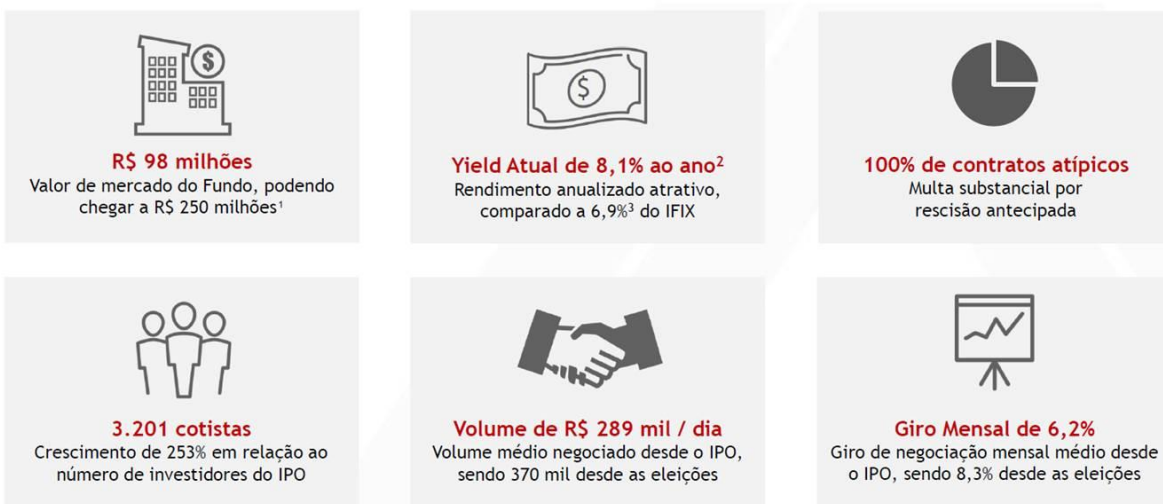 R$ 98 milhões
Valor de mercado do Fundo, podendo
chegar a R$ 250 milhões¹
Yield Atual de 8,1% ao ano²
Rendimento anualizado atrativo,
comparado a 6,9%³ do IFIX
100% de contratos atípicos
Multa substancial por
rescisão antecipada
3.201 cotistas
Crescimento de 253% em relação ao
número de investidores do IPO
Volume de R$ 289 mil / dia
Volume médio negociado desde o IPO,
sendo 370 mil desde as eleições
Giro Mensal de 6,2%
Giro de negociação mensal médio desde
o IPO, sendo 8,3% desde as eleições